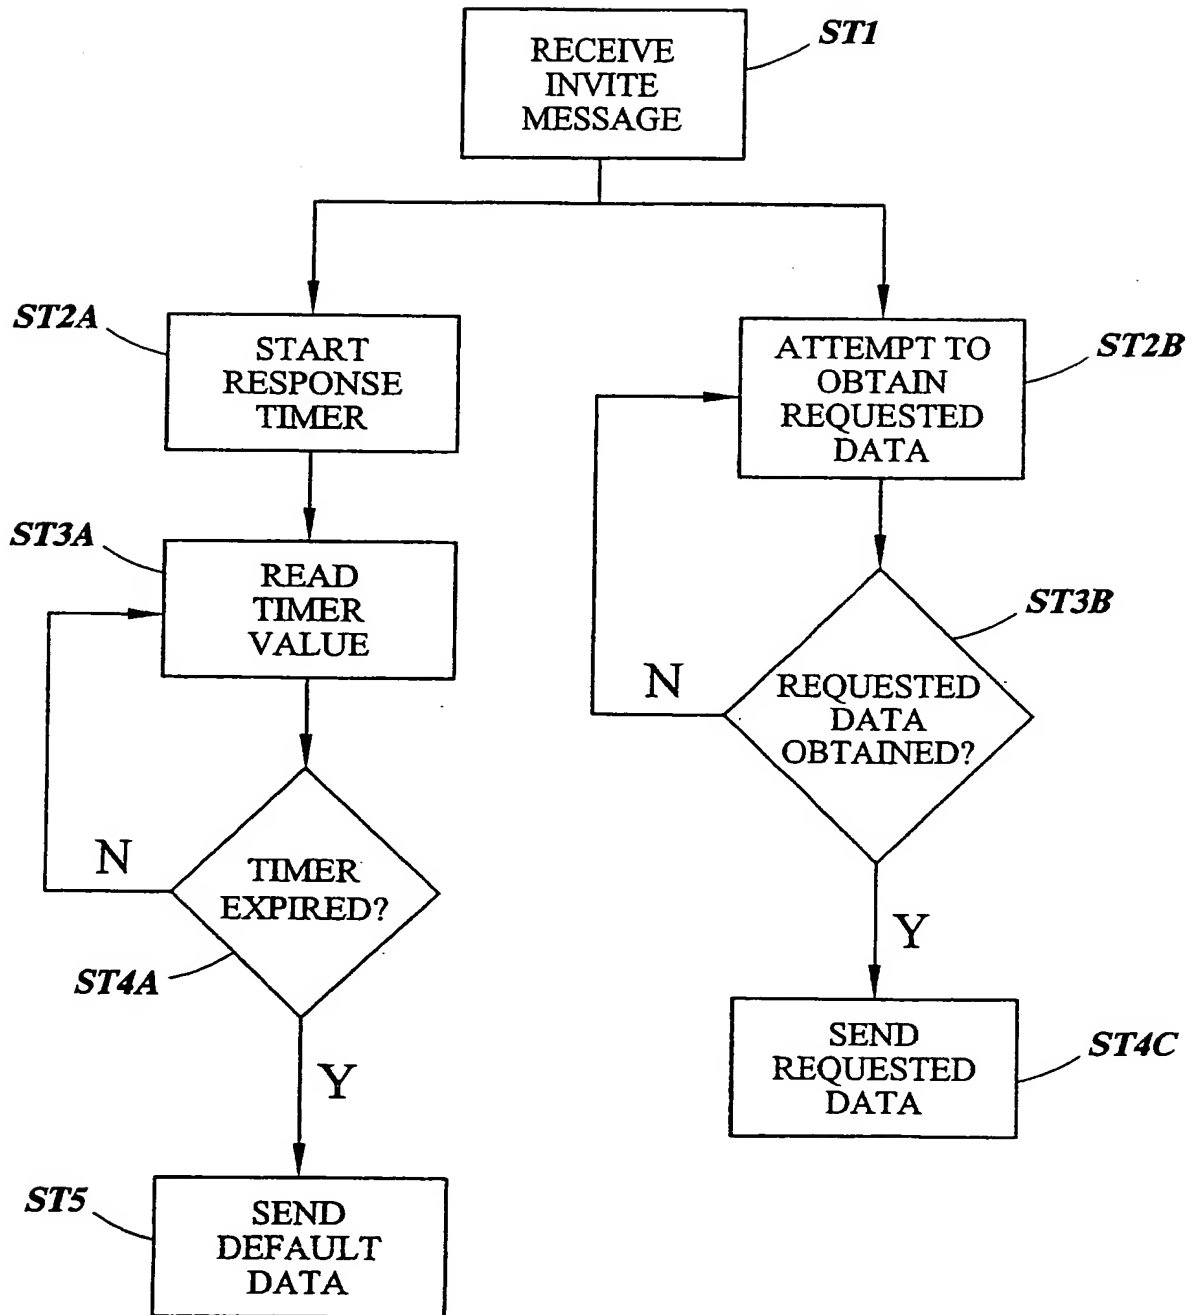 ST1
RECEIVE
INVITE
MESSAGE
ST2A
START
RESPONSE
TIMER
ST2B
ATTEMPT TO
OBTAIN
REQUESTED
DATA
ST3A
READ
TIMER
VALUE
ST3B
REQUESTED
DATA
OBTAINED?
N
N
TIMER
EXPIRED?
ST4A
Y
Y
SEND
REQUESTED
DATA
ST4C
ST5
SEND
DEFAULT
DATA